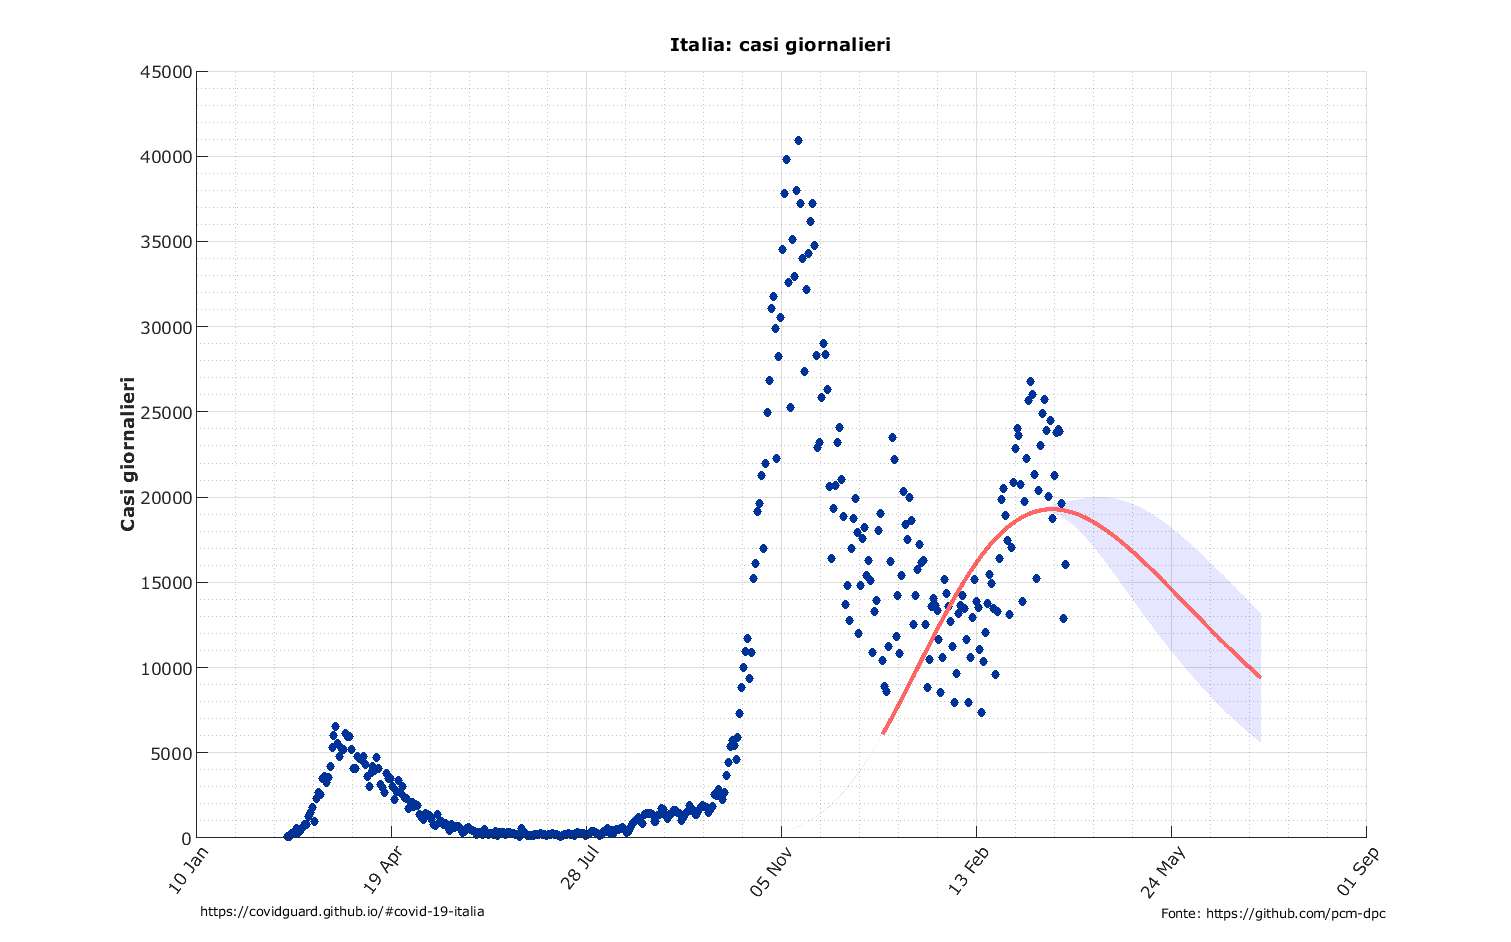 Italia: casi giornalieri
45000
40000
35000
30000
25000
20000
15000
10000
5000
0
Casi giornalieri
10 Jan
19 Apr
28 Jul
05 Nov
13 Feb
24 May
01 Sep
https://covidguard.github.io/#covid-19-italia
Fonte: https://github.com/pcm-dpc